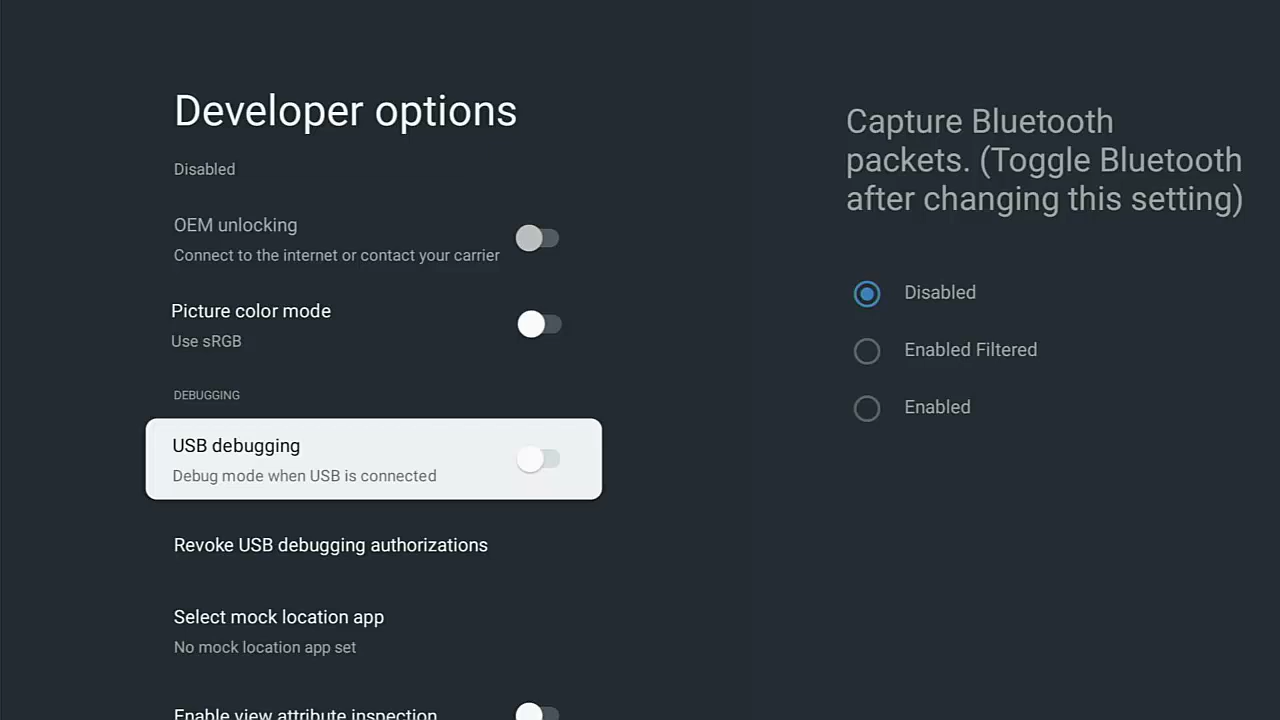 Developer options
Disabled
OEM unlocking
Connect to the internet or contact your carrier
Picture color mode
Use sRGB
DEBUGGING
USB debugging
Debug mode when USB is connected
Revoke USB debugging authorizations
Select mock location app
No mock location app set
Enable view attribute inspection
Capture Bluetooth
packets. (Toggle Bluetooth
after changing this setting)
Disabled
Enabled Filtered
Enabled